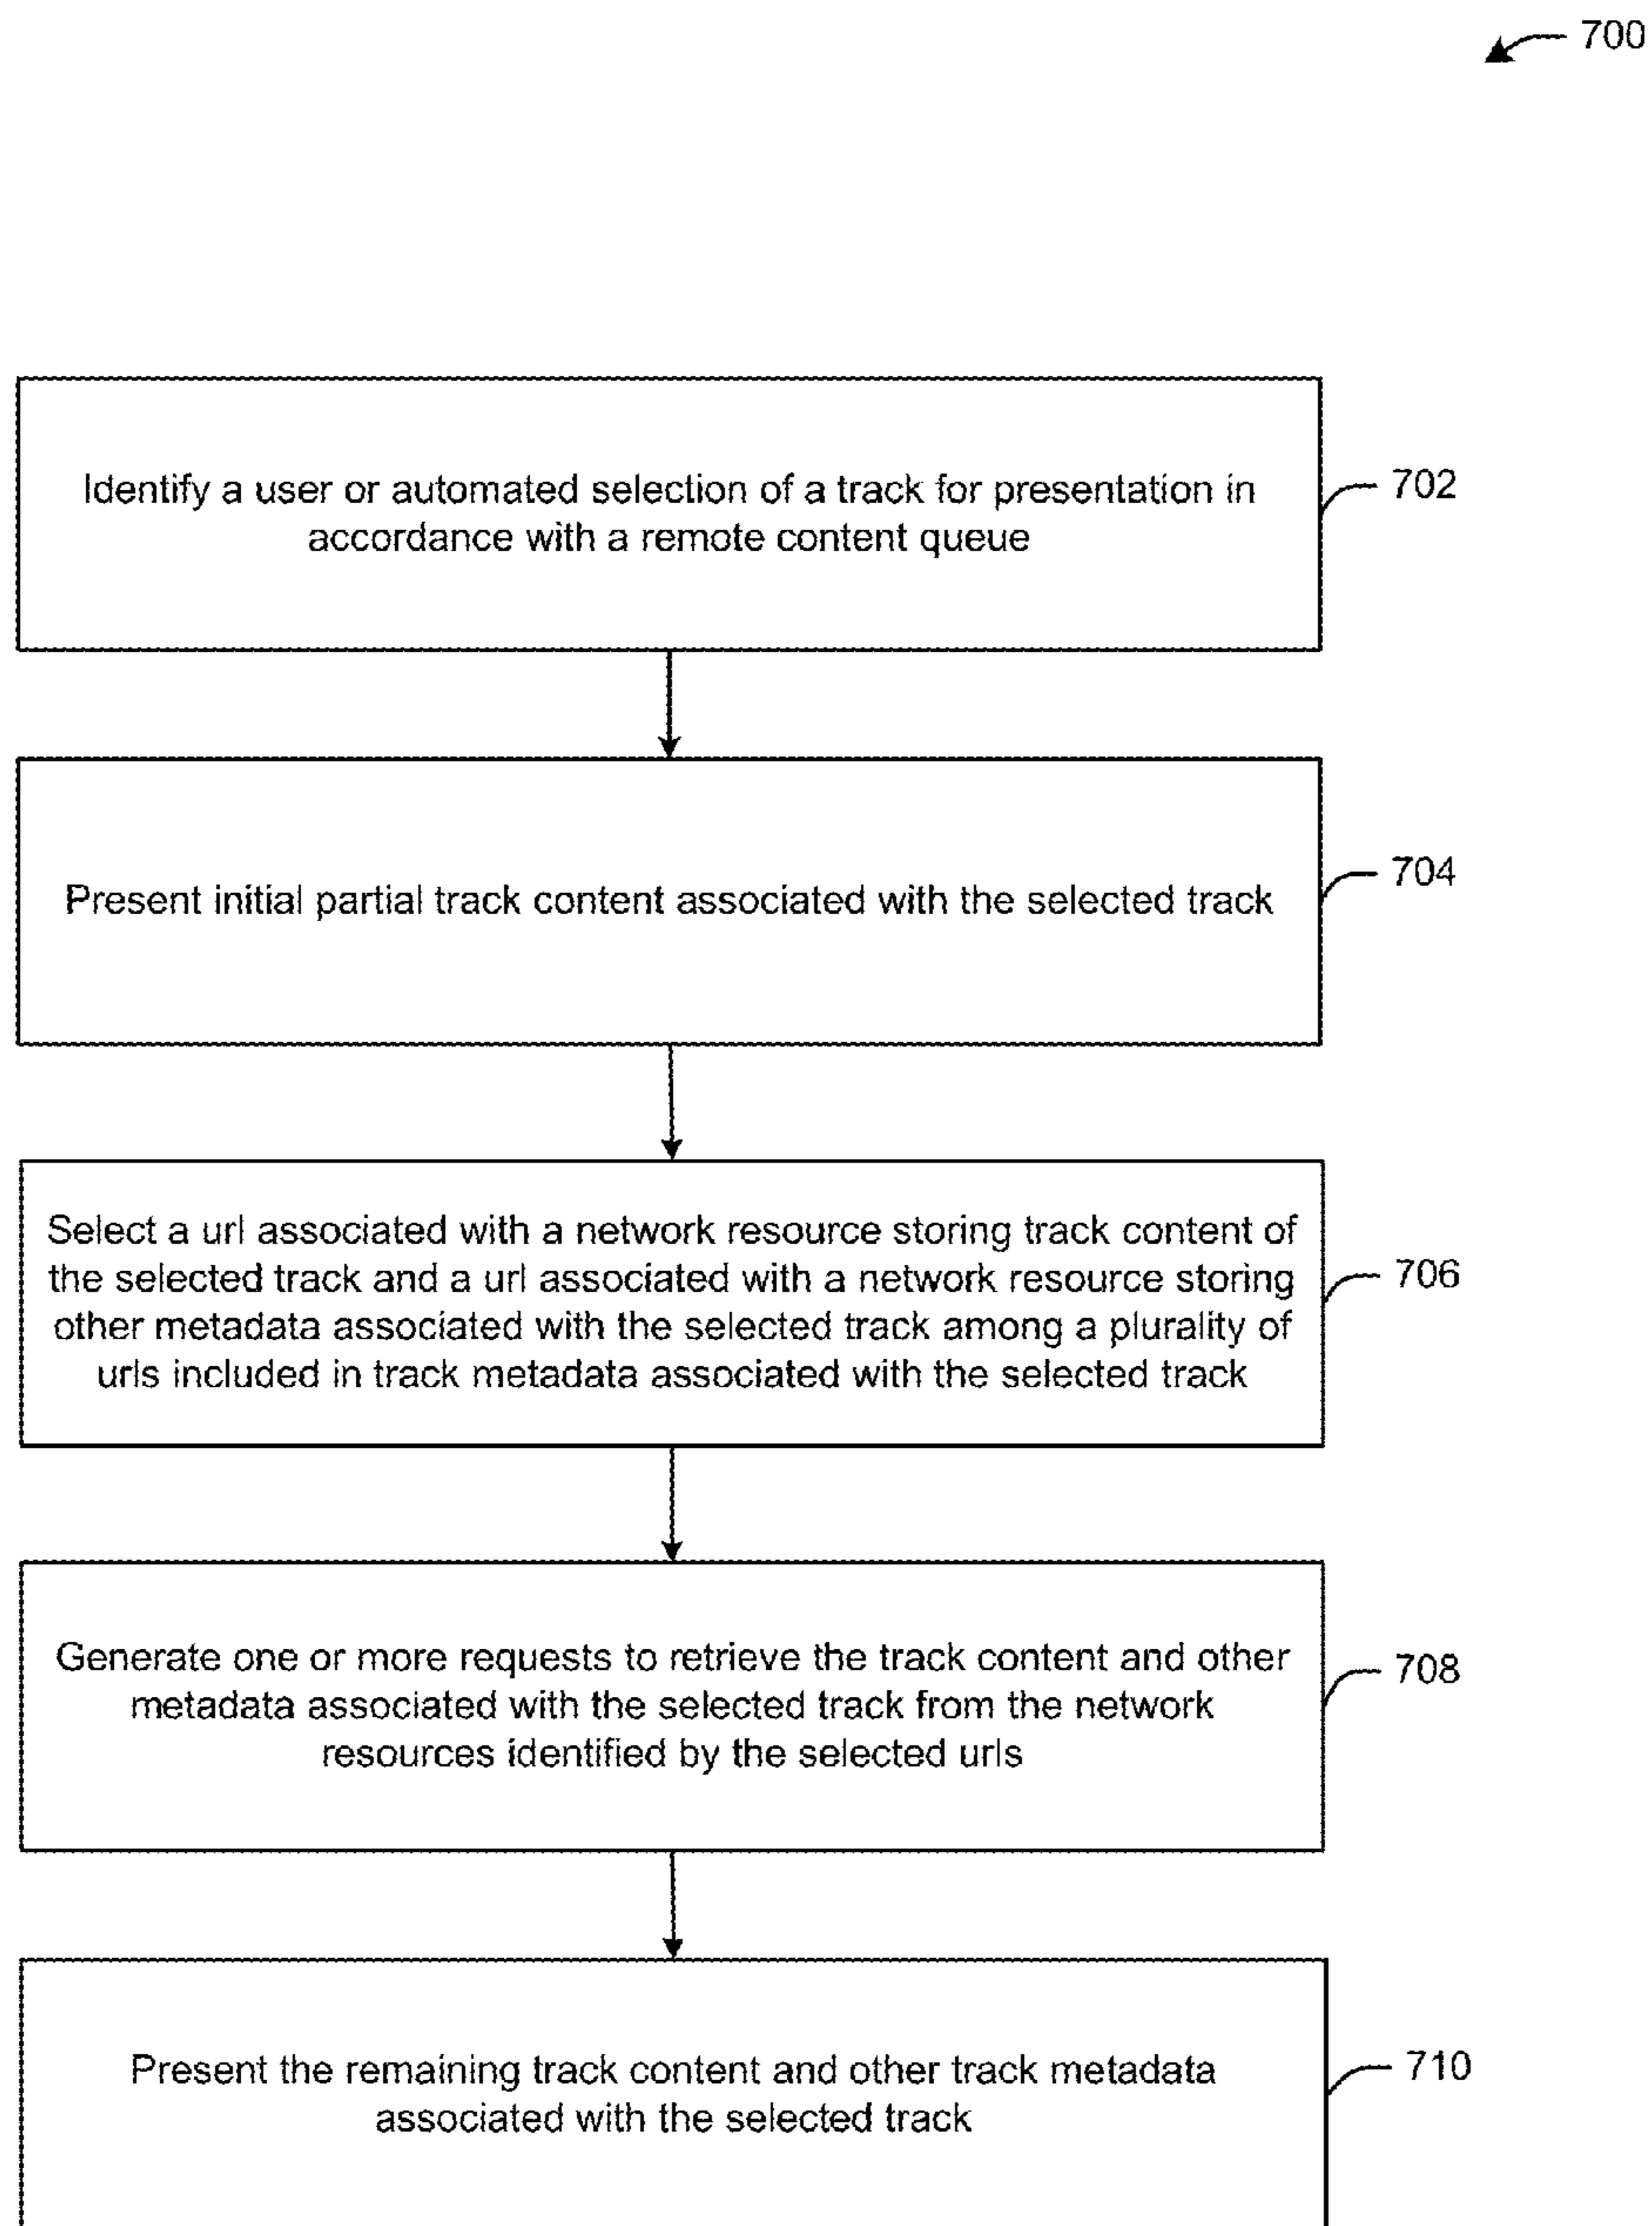 700
Identify a user or automated selection of a track for presentation in
accordance with a remote content queue
702
Present initial partial track content associated with the selected track
704
Select a url associated with a network resource storing track content of
the selected track and a url associated with a network resource storing
other metadata associated with the selected track among a plurality of
urls included in track metadata associated with the selected track
706
Generate one or more requests to retrieve the track content and other
metadata associated with the selected track from the network
resources identified by the selected urls
708
Present the remaining track content and other track metadata
associated with the selected track
710